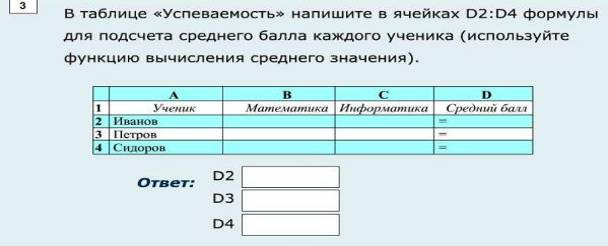 3
В таблице «Успеваемость» напишите в ячейках D2:D4 формулы
для подсчета среднего балла каждого ученика (используйте
функцию вычисления среднего значения).
A B C D
1 Ученик Математика Информатика Средний балл
2 Иванов =
3 Петров =
4 Сидоров =
Ответ: D2
D3
D4